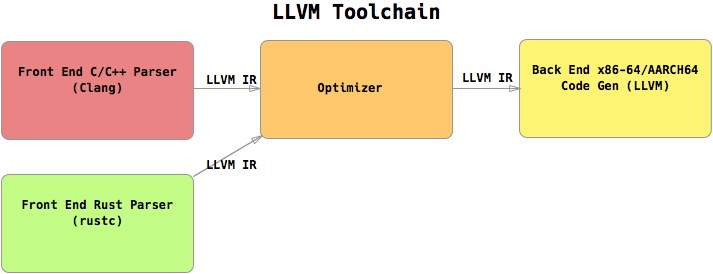 LLVM Toolchain
Front End C/C++ Parser
(Clang)
LLVM IR
Optimizer
LLVM IR
Back End x86-64/AARCH64
Code Gen (LLVM)
LLVM IR
Front End Rust Parser
(rustc)